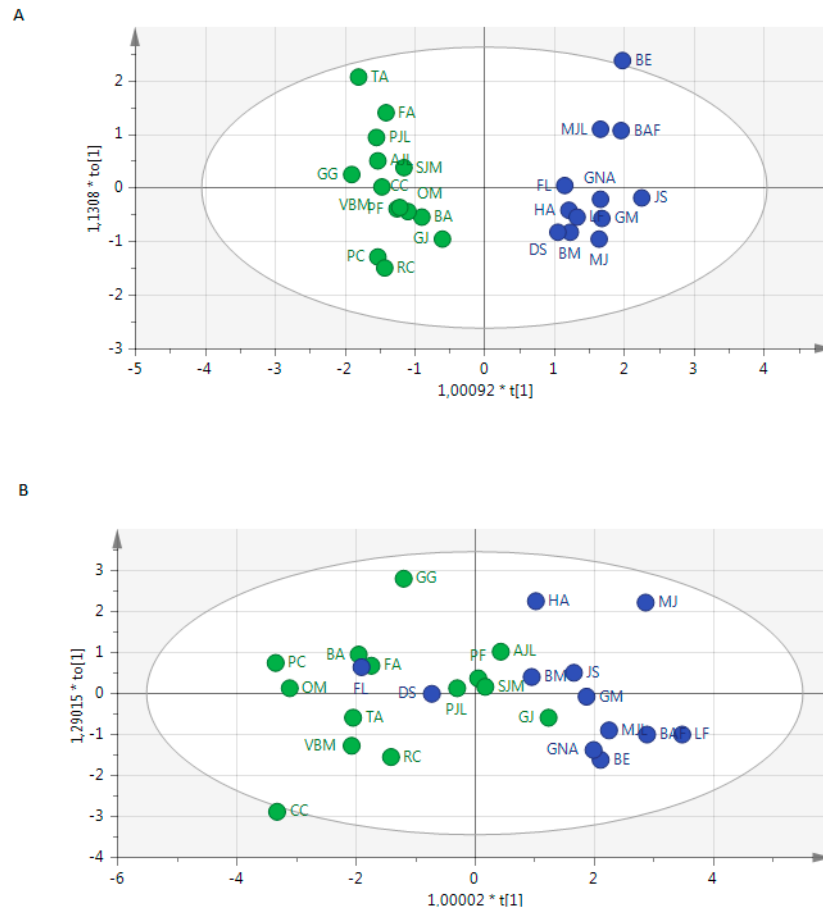 A
2
1
0
-1
-2
-3
1,1308 * to[1]
TA
FA
PJL
AJL
SJM
GG
CC
OM
VBM
PF
BA
GJ
PC
RC
BE
MJL
BAF
FL
GNA
JS
HA
LF
GM
DS
BM
MJ
-5 -4 -3 -2 -1 0 1 2 3 4
1,00092 * t[1]
B
3
2
1
0
-1
-2
-3
-4
1,29015 * to[1]
GG
HA
MJ
BA
FA
PC
AJL
PF
OM
FL
DS
PJL
SJM
BM
JS
GM
TA
GJ
VBM
RC
MJL
BAF
LF
GNA
BE
CC
-6 -4 -2 0 2 4
1,00002 * t[1]